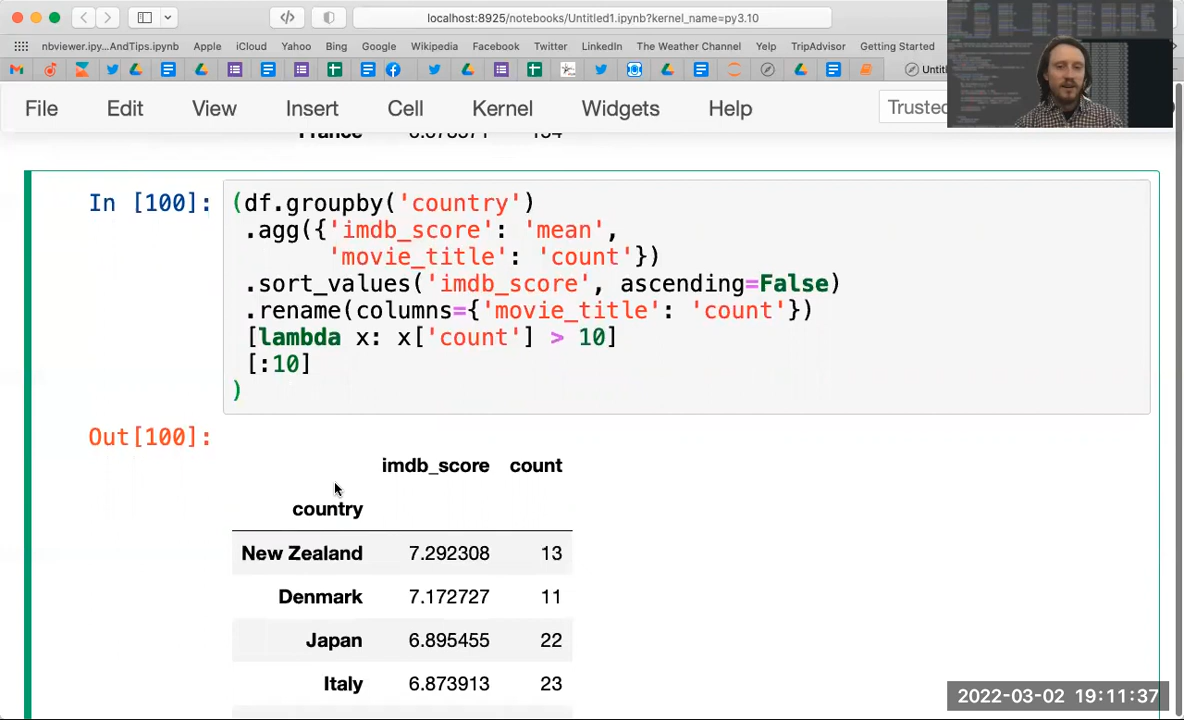 localhost:8925/notebooks/Untitled1.ipynb?kernel_name=py3.10
nbviewer.ipy...AndTips.ipynb Apple iCloud Yahoo Bing Google Wikipedia Facebook Twitter LinkedIn The Weather Channel Yelp TripAdvisor Getting Started
Untitl
File Edit View Insert Cell Kernel Widgets Help Trusted
France
In [100]: (df.groupby('country')
.agg({'imdb_score': 'mean',
'movie_title': 'count'})
.sort_values('imdb_score', ascending=False)
.rename(columns={'movie_title': 'count'})
[lambda x: x['count'] > 10]
[:10]
)
Out[100]:
imdb_score count
country
New Zealand 7.292308 13
Denmark 7.172727 11
Japan 6.895455 22
Italy 6.873913 23
2022-03-02 19:11:37